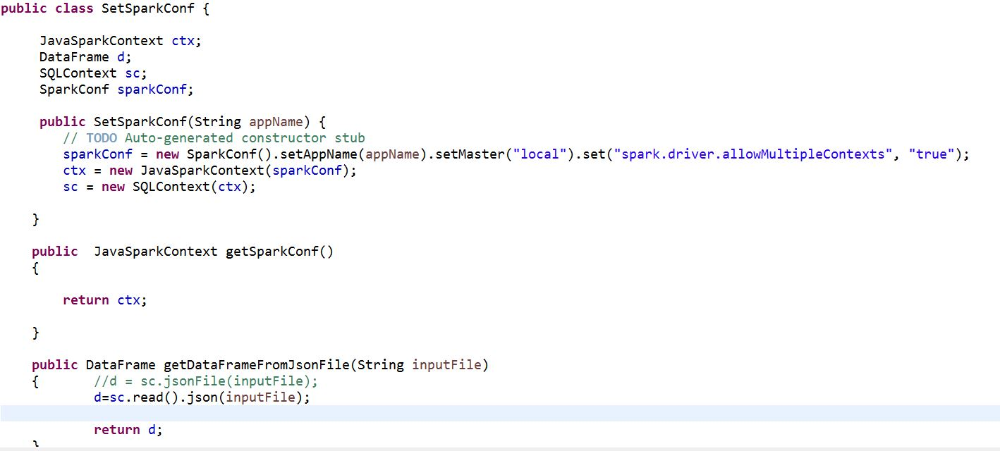 public class SetSparkConf {
JavaSparkContext ctx;
DataFrame d;
SQLContext sc;
SparkConf sparkConf;
public SetSparkConf(String appName) {
// TODO Auto-generated constructor stub
sparkConf = new SparkConf().setAppName(appName).setMaster("local").set("spark.driver.allowMultipleContexts", "true");
ctx = new JavaSparkContext(sparkConf);
sc = new SQLContext(ctx);
}
public  JavaSparkContext getSparkConf()
{
return ctx;
}
public DataFrame getDataFrameFromJsonFile(String inputFile)
{       //d = sc.jsonFile(inputFile);
d=sc.read().json(inputFile);
return d;
}